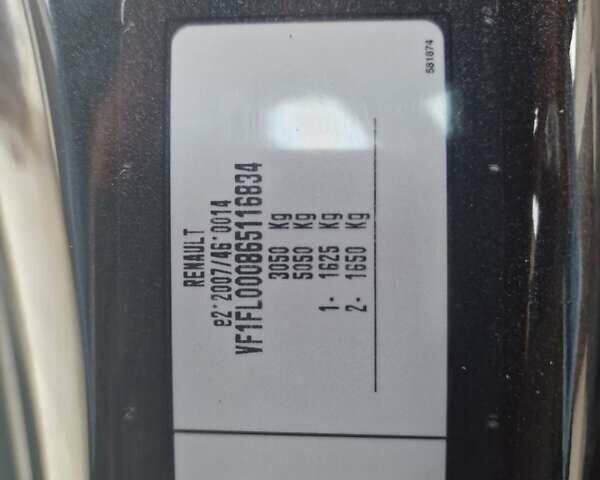 RENAULT
e2*2007/46*0014
VF1FL000865116834
3050 Kg
5050 Kg
1- 1625 Kg
2- 1650 Kg
581874